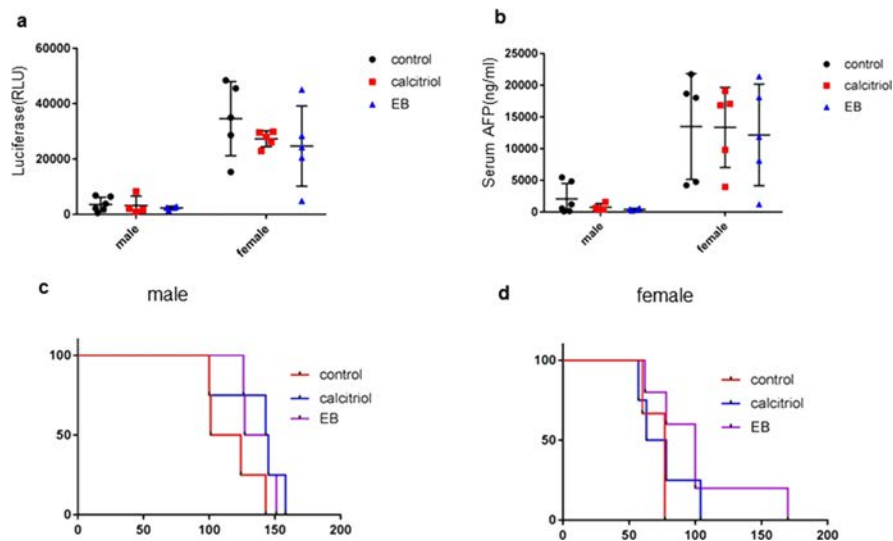 a
Luciferase(RLU)
60000
40000
20000
0
male
female
control
calcitriol
EB
b
Serum AFP(ng/ml)
25000
20000
15000
10000
5000
0
male
female
control
calcitriol
EB
c
male
100
50
0
0 50 100 150 200
control
calcitriol
EB
d
female
100
50
0
0 50 100 150 200
control
calcitriol
EB